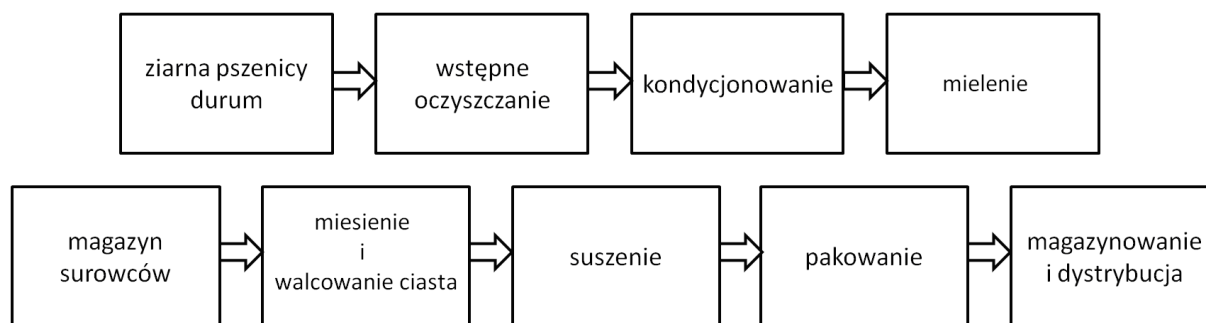 ziarna pszenicy
durum
wstępne
oczyszczanie
kondycjonowanie
mielenie
magazyn
surowców
miesienie
i
walcowanie ciasta
suszenie
pakowanie
magazynowanie
i dystrybucja